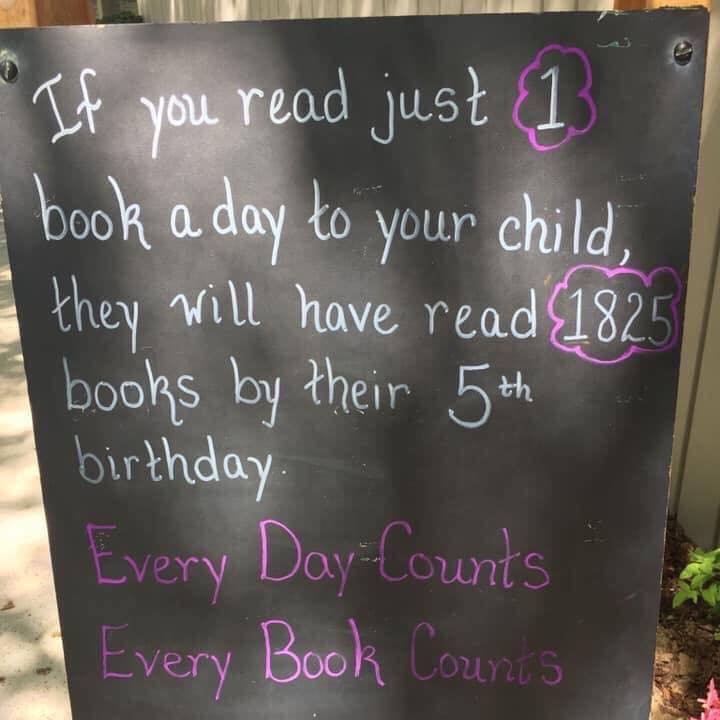 If you read just 1
book a day to your child,
they will have read 1825
books by their 5th
birthday.
Every Day Counts
Every Book Counts